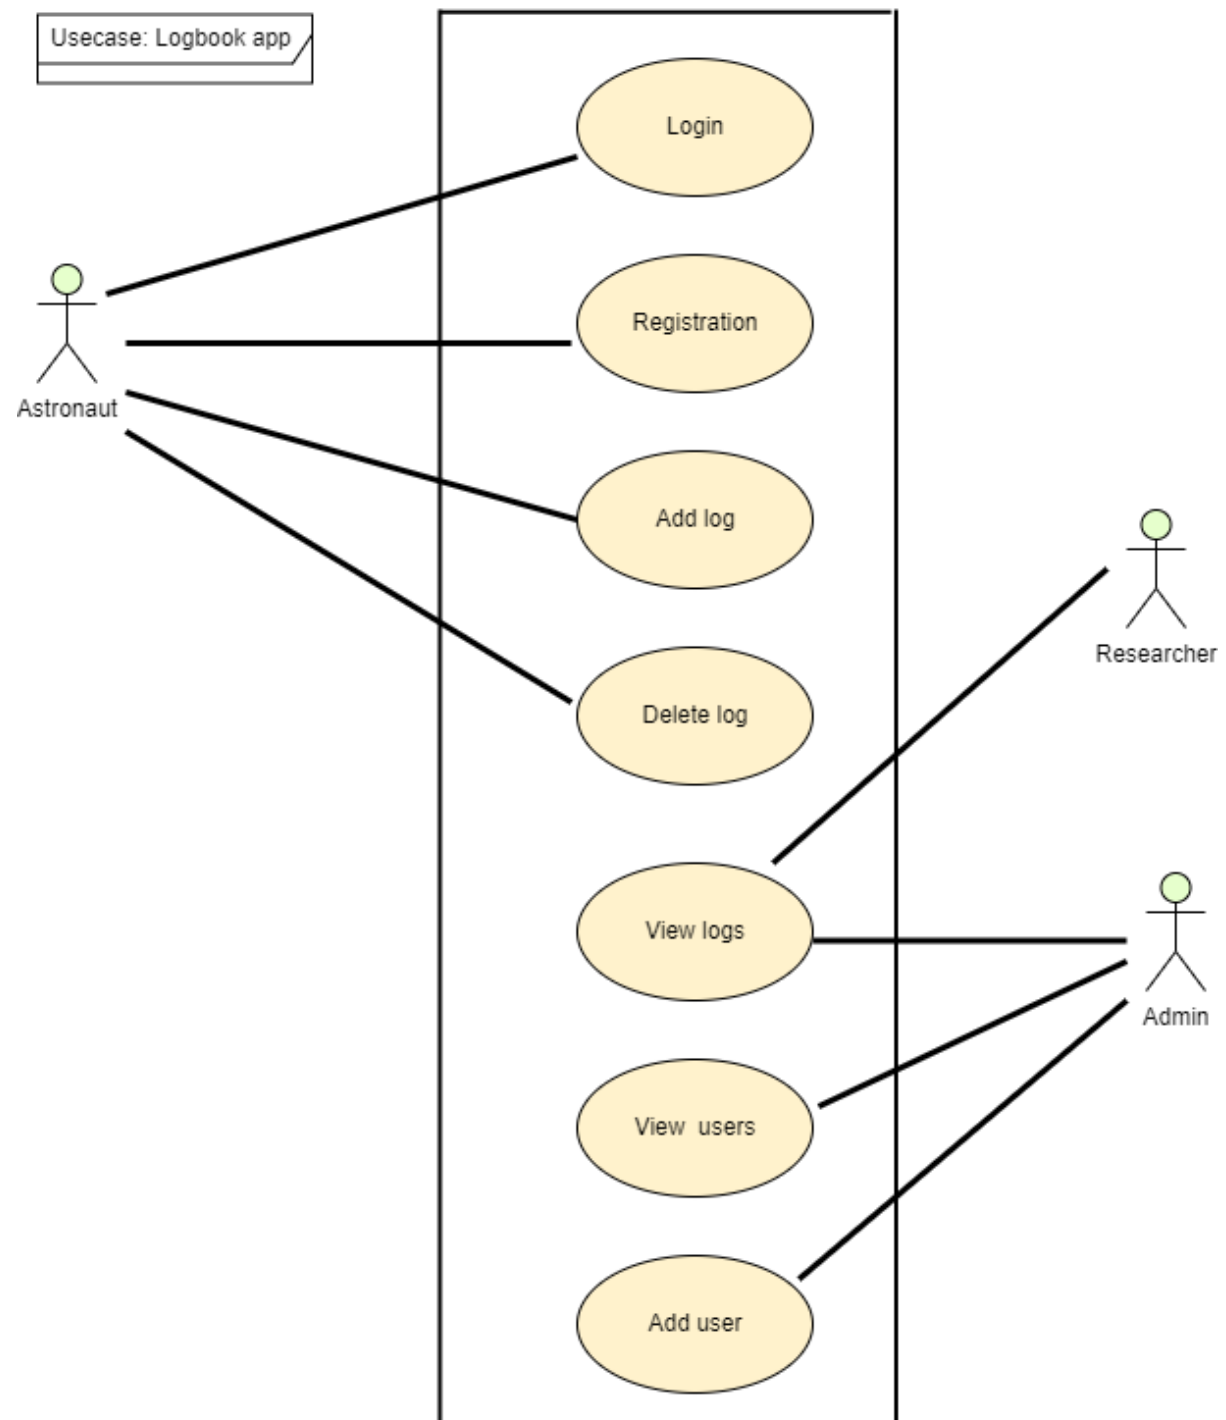 Usecase: Logbook app
Login
Registration
Astronaut
Add log
Researcher
Delete log
View logs
Admin
View  users
Add user